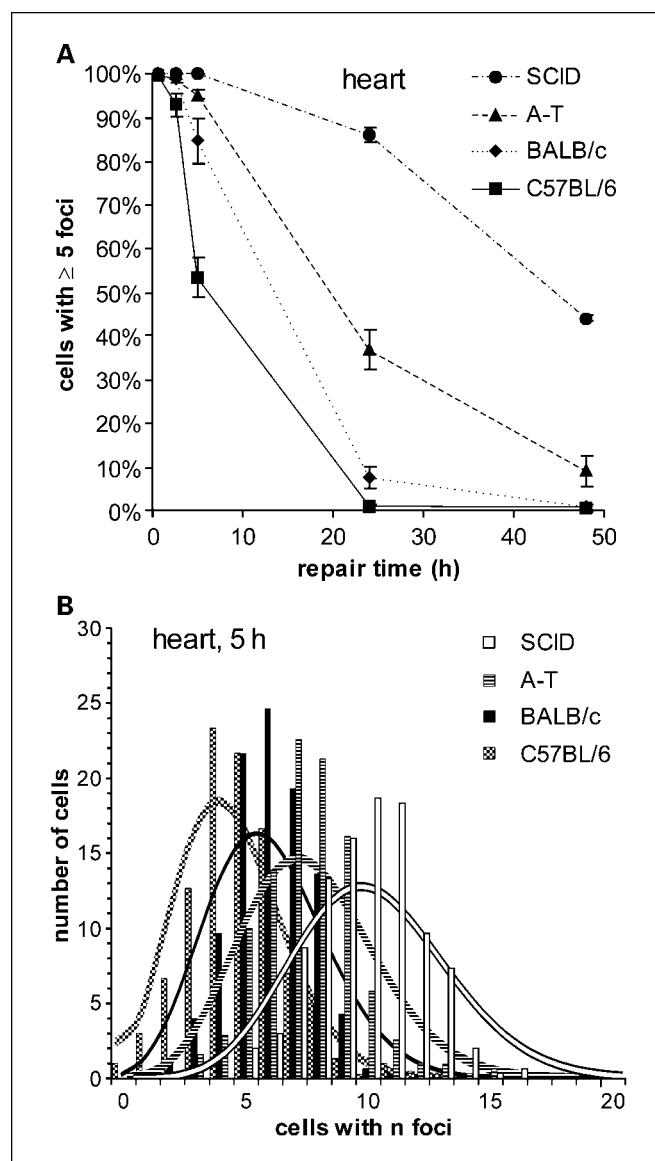 A
heart
SCID
A-T
BALB/c
C57BL/6
100%
90%
80%
70%
60%
50%
40%
30%
20%
10%
0%
cells with ≥ 5 foci
0 10 20 30 40 50
repair time (h)
B
heart, 5 h
SCID
A-T
BALB/c
C57BL/6
30
25
20
15
10
5
0
number of cells
0 5 10 15 20
cells with n foci